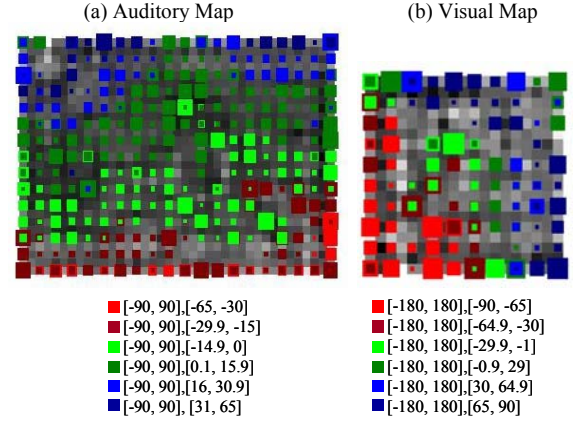 (a) Auditory Map
(b) Visual Map
[-90, 90],[-65, -30]
[-90, 90],[-29.9, -15]
[-90, 90],[-14.9, 0]
[-90, 90],[0.1, 15.9]
[-90, 90],[16, 30.9]
[-90, 90], [31, 65]
[-180, 180],[-90, -65]
[-180, 180],[-64.9, -30]
[-180, 180],[-29.9, -1]
[-180, 180],[-0.9, 29]
[-180, 180],[30, 64.9]
[-180, 180],[65, 90]